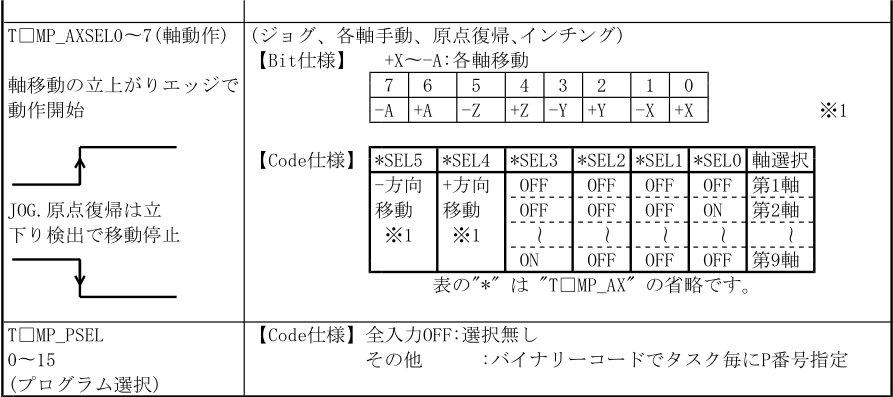 T□MP_AXSEL0～7(軸動作)
軸移動の立上がりエッジで
動作開始
JOG.原点復帰は立
下り検出で移動停止
(ジョグ、各軸手動、原点復帰、インチング)
【Bit仕様】 +X～-A:各軸移動
7 6 5 4 3 2 1 0
-A +A -Z +Z -Y +Y -X +X ※1
【Code仕様】 *SEL5 *SEL4 *SEL3 *SEL2 *SEL1 *SEL0 軸選択
-方向 +方向 OFF OFF OFF OFF 第1軸
移動 移動 OFF OFF OFF ON 第2軸
※1 ※1 ～ ～ ～ ～ ～
ON OFF OFF OFF 第9軸
表の"*" は "T□MP_AX" の省略です。
T□MP_PSEL
0～15
(プログラム選択)
【Code仕様】全入力OFF:選択無し
その他 :バイナリーコードでタスク毎にP番号指定